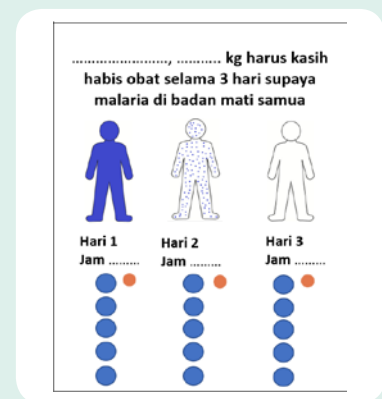 ........................, ........... kg harus kasih
habis obat selama 3 hari supaya
malaria di badan mati samua
Hari 1
Jam .........
Hari 2
Jam .........
Hari 3
Jam .........